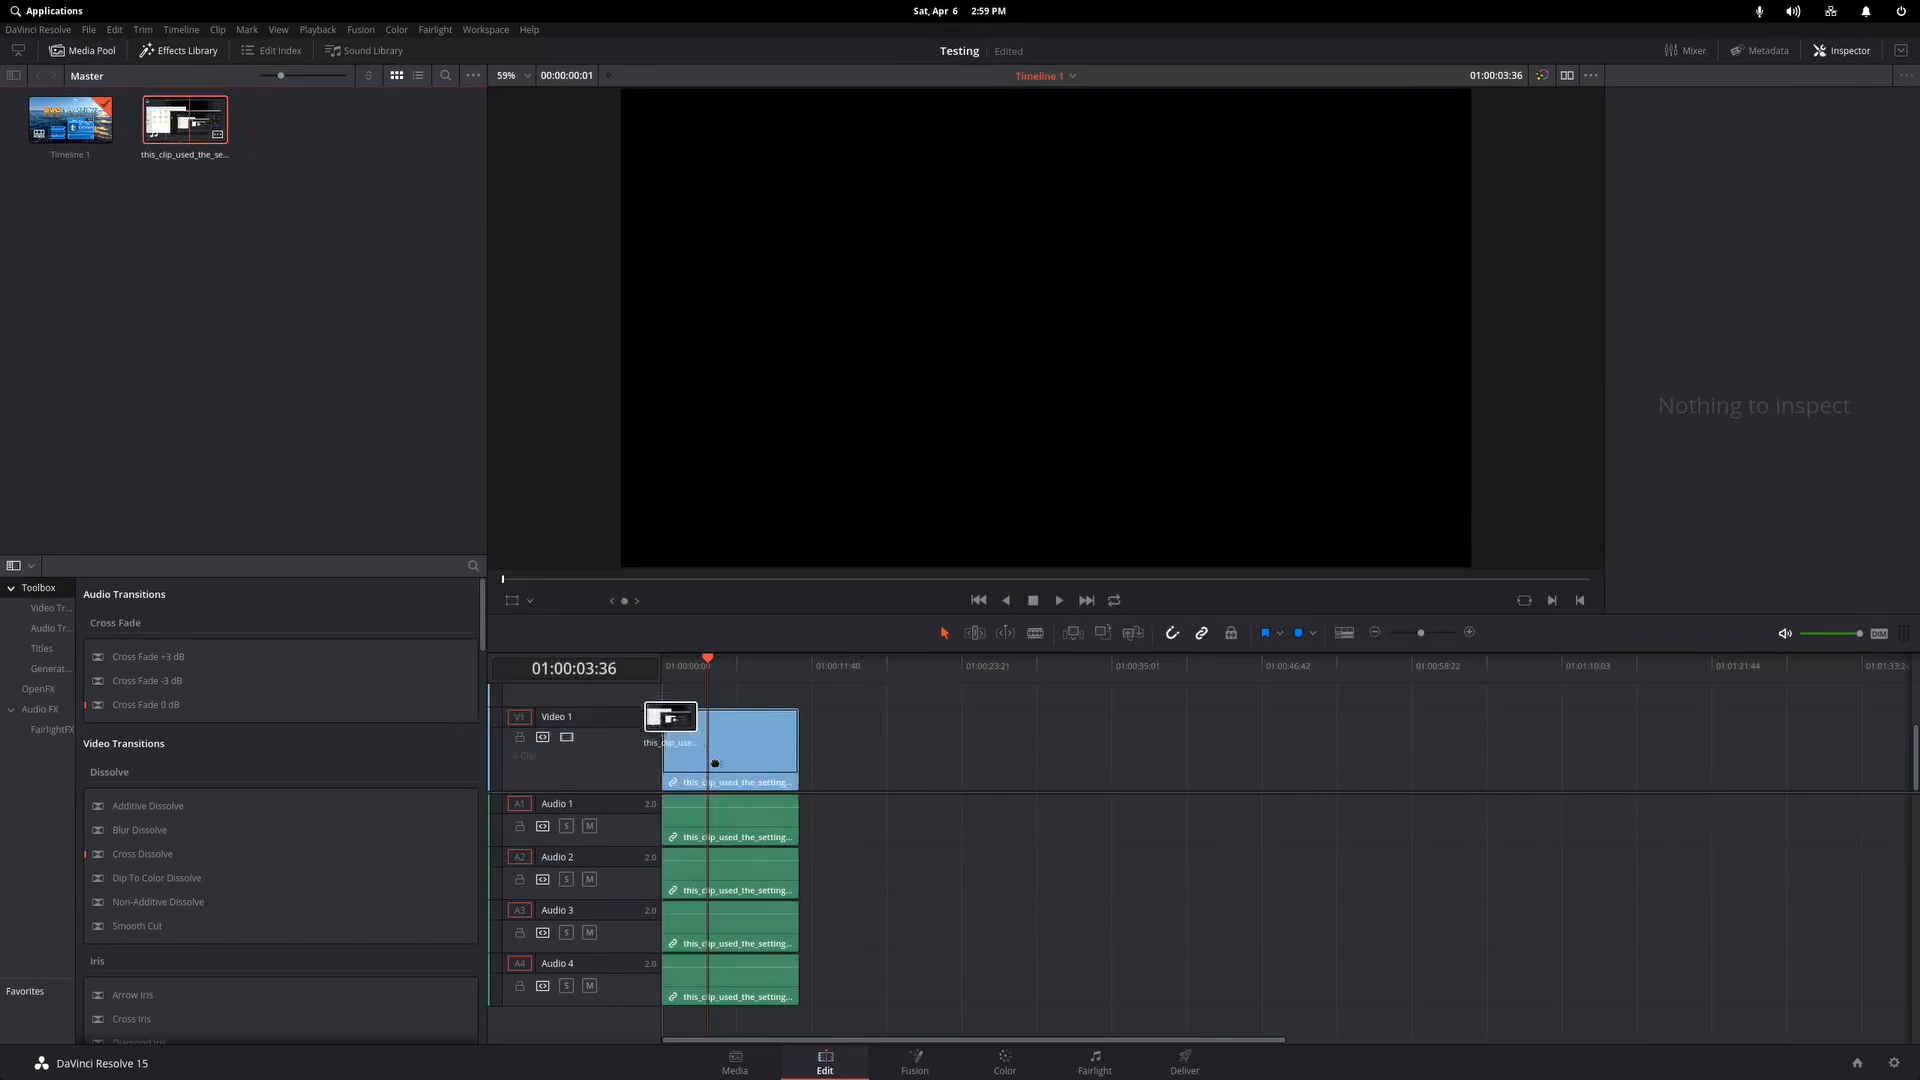 Applications
Sat, Apr 6 2:59 PM
DaVinci Resolve File Edit Trim Timeline Clip Mark View Playback Fusion Color Fairlight Workspace Help
Media Pool Effects Library Edit Index Sound Library
Testing Edited
Mixer Metadata Inspector
Master
59% 00:00:00:01
Timeline 1
01:00:03:36
Timeline 1
this_clip_used_the_se...
Nothing to inspect
Toolbox
Video Tr...
Audio Tr...
Titles
Generat...
OpenFX
Audio FX
FairlightFX
Favorites
Audio Transitions
Cross Fade
Cross Fade +3 dB
Cross Fade -3 dB
Cross Fade 0 dB
Video Transitions
Dissolve
Additive Dissolve
Blur Dissolve
Cross Dissolve
Dip To Color Dissolve
Non-Additive Dissolve
Smooth Cut
Iris
Arrow Iris
Cross Iris
Diamond Iris
DIM
01:00:03:36
01:00:00:00 01:00:11:40 01:00:23:21 01:00:35:01 01:00:46:42 01:00:58:22 01:01:10:03 01:01:21:44
V1 Video 1
0 Clip
this_clip_use...
this_clip_used_the_setting...
A1 Audio 1 2.0
S M
this_clip_used_the_setting...
A2 Audio 2 2.0
S M
this_clip_used_the_setting...
A3 Audio 3 2.0
S M
this_clip_used_the_setting...
A4 Audio 4 2.0
S M
this_clip_used_the_setting...
DaVinci Resolve 15
Media Edit Fusion Color Fairlight Deliver